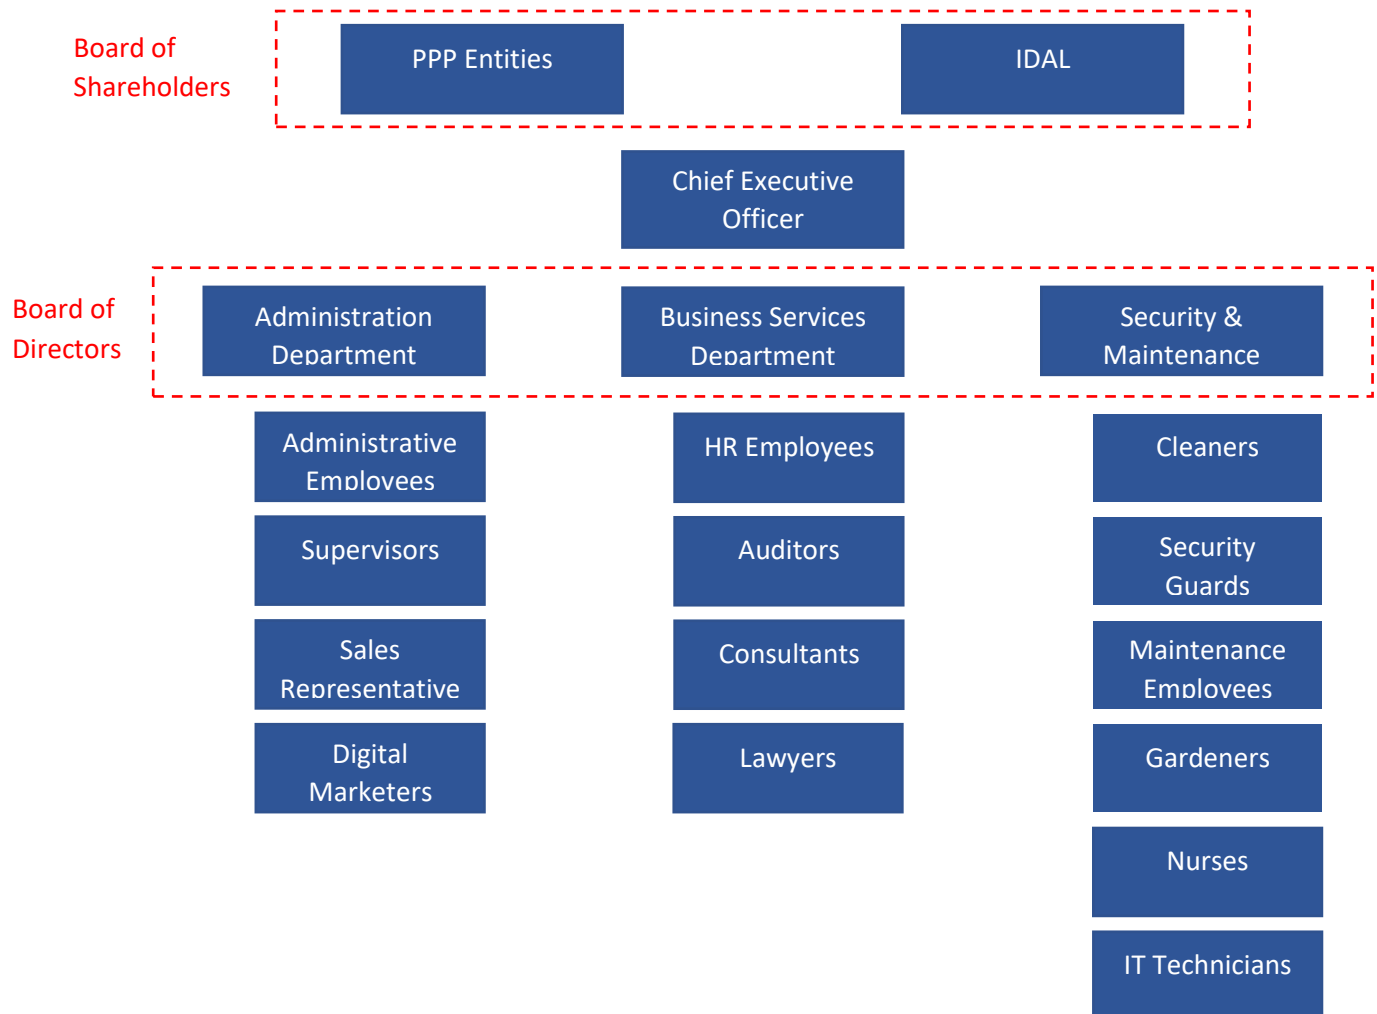 Board of
Shareholders
PPP Entities
IDAL
Chief Executive
Officer
Board of
Directors
Administration
Department
Business Services
Department
Security &
Maintenance
Administrative
Employees
HR Employees
Cleaners
Supervisors
Auditors
Security
Guards
Sales
Representative
Consultants
Maintenance
Employees
Digital
Marketers
Lawyers
Gardeners
Nurses
IT Technicians